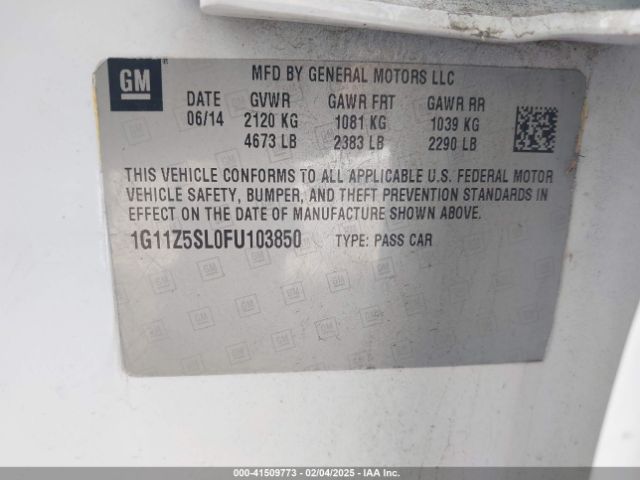 GM
®
MFD BY GENERAL MOTORS LLC
DATE GVWR GAWR FRT GAWR RR
06/14 2120 KG 1081 KG 1039 KG
4673 LB 2383 LB 2290 LB
THIS VEHICLE CONFORMS TO ALL APPLICABLE U.S. FEDERAL MOTOR
VEHICLE SAFETY, BUMPER, AND THEFT PREVENTION STANDARDS IN
EFFECT ON THE DATE OF MANUFACTURE SHOWN ABOVE.
1G11Z5SL0FU103850 TYPE: PASS CAR
000-41509773 - 02/04/2025 - IAA Holdings, LLC